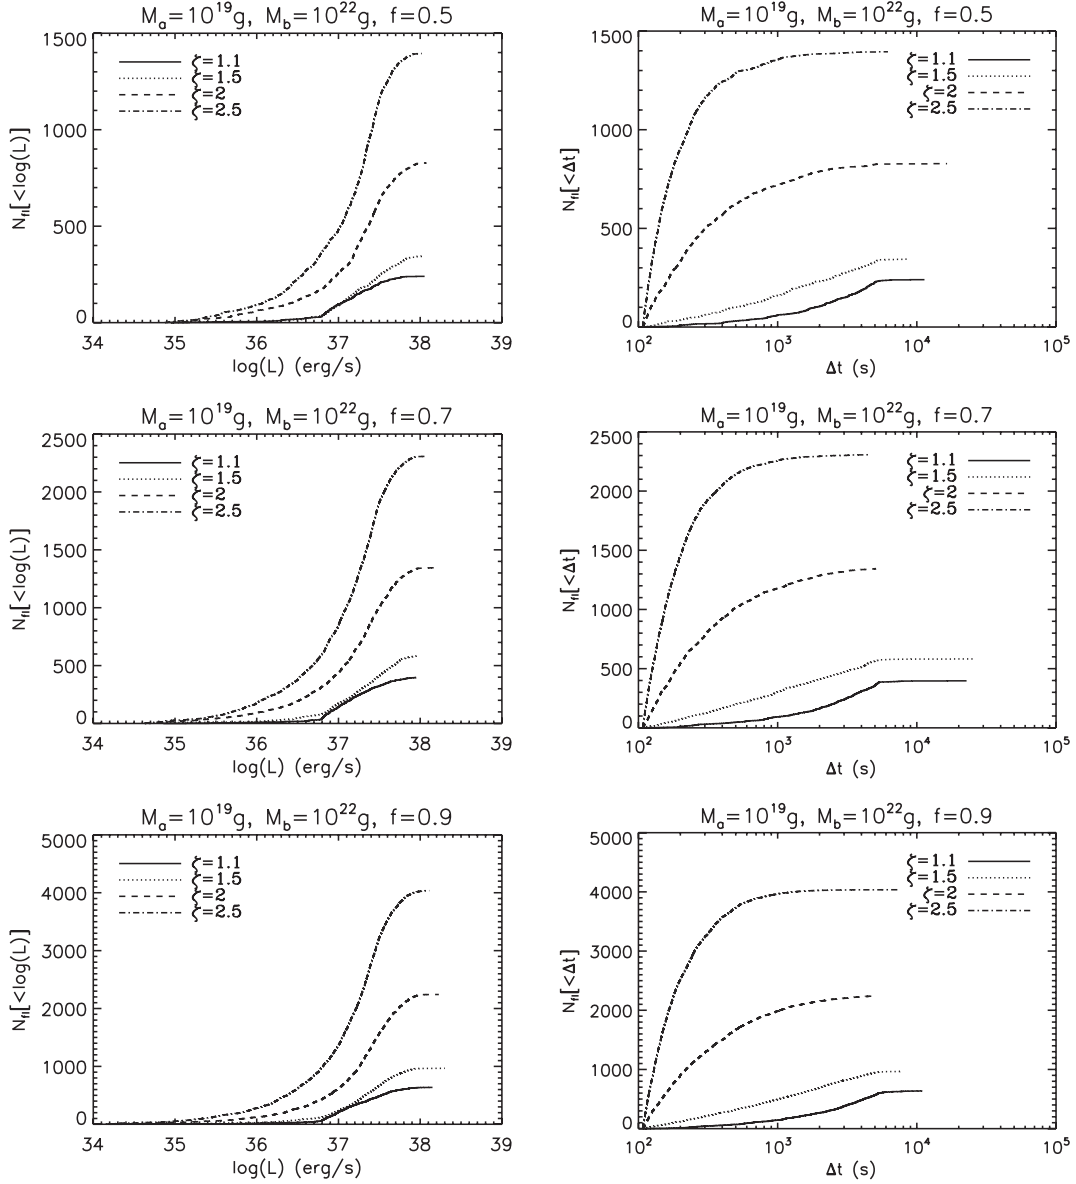 M_a=10^19g, M_b=10^22g, f=0.5
1500
1000
500
0
N_fl[<log(L)]
ζ=1.1
ζ=1.5
ζ=2
ζ=2.5
34 35 36 37 38 39
log(L) (erg/s)
M_a=10^19g, M_b=10^22g, f=0.5
1500
1000
500
0
N_fl[<Δt]
ζ=1.1
ζ=1.5
ζ=2
ζ=2.5
10^2 10^3 10^4 10^5
Δt (s)
M_a=10^19g, M_b=10^22g, f=0.7
2500
2000
1500
1000
500
0
N_fl[<log(L)]
ζ=1.1
ζ=1.5
ζ=2
ζ=2.5
34 35 36 37 38 39
log(L) (erg/s)
M_a=10^19g, M_b=10^22g, f=0.7
2500
2000
1500
1000
500
0
N_fl[<Δt]
ζ=1.1
ζ=1.5
ζ=2
ζ=2.5
10^2 10^3 10^4 10^5
Δt (s)
M_a=10^19g, M_b=10^22g, f=0.9
5000
4000
3000
2000
1000
0
N_fl[<log(L)]
ζ=1.1
ζ=1.5
ζ=2
ζ=2.5
34 35 36 37 38 39
log(L) (erg/s)
M_a=10^19g, M_b=10^22g, f=0.9
5000
4000
3000
2000
1000
0
N_fl[<Δt]
ζ=1.1
ζ=1.5
ζ=2
ζ=2.5
10^2 10^3 10^4 10^5
Δt (s)